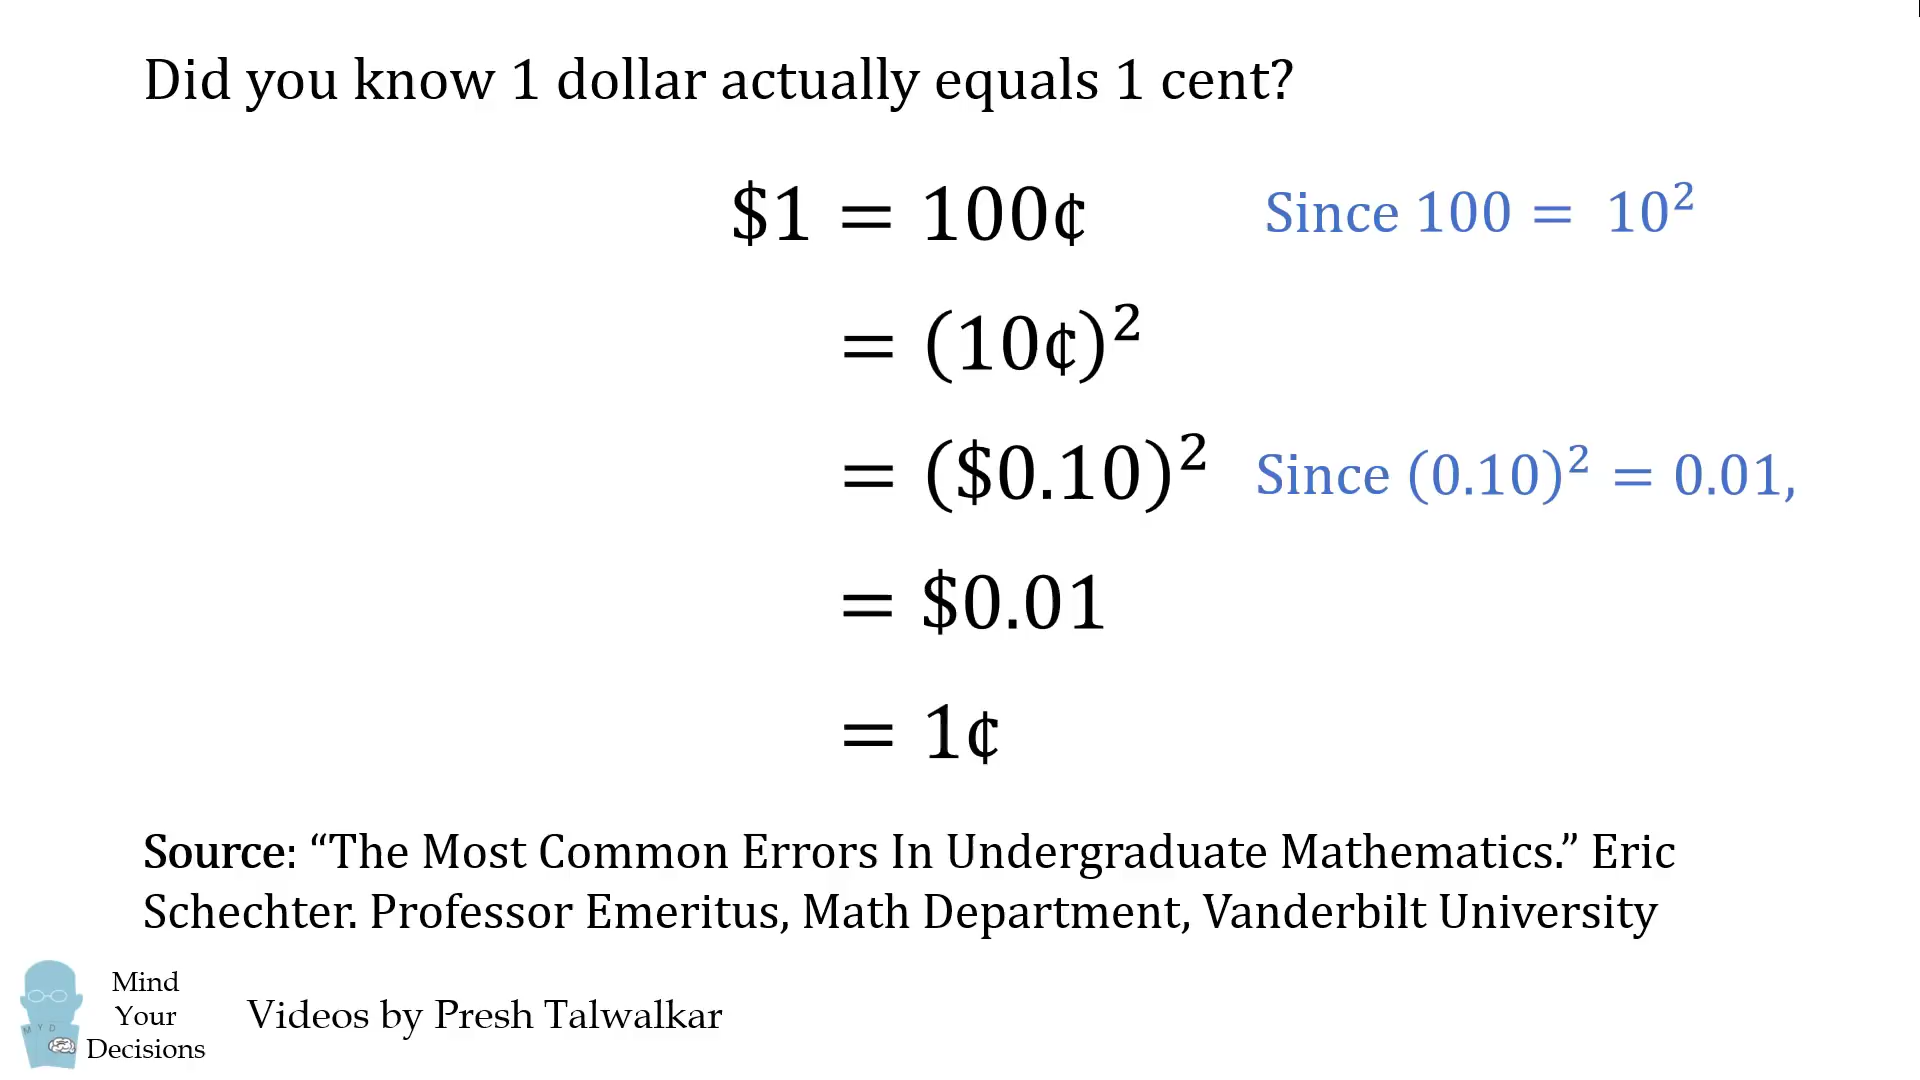 Did you know 1 dollar actually equals 1 cent?
$1 = 100¢ Since 100 = 10²
= (10¢)²
= ($0.10)² Since (0.10)² = 0.01,
= $0.01
= 1¢
Source: “The Most Common Errors In Undergraduate Mathematics.” Eric
Schechter. Professor Emeritus, Math Department, Vanderbilt University
Mind
Your
Decisions
M Y D
Videos by Presh Talwalkar